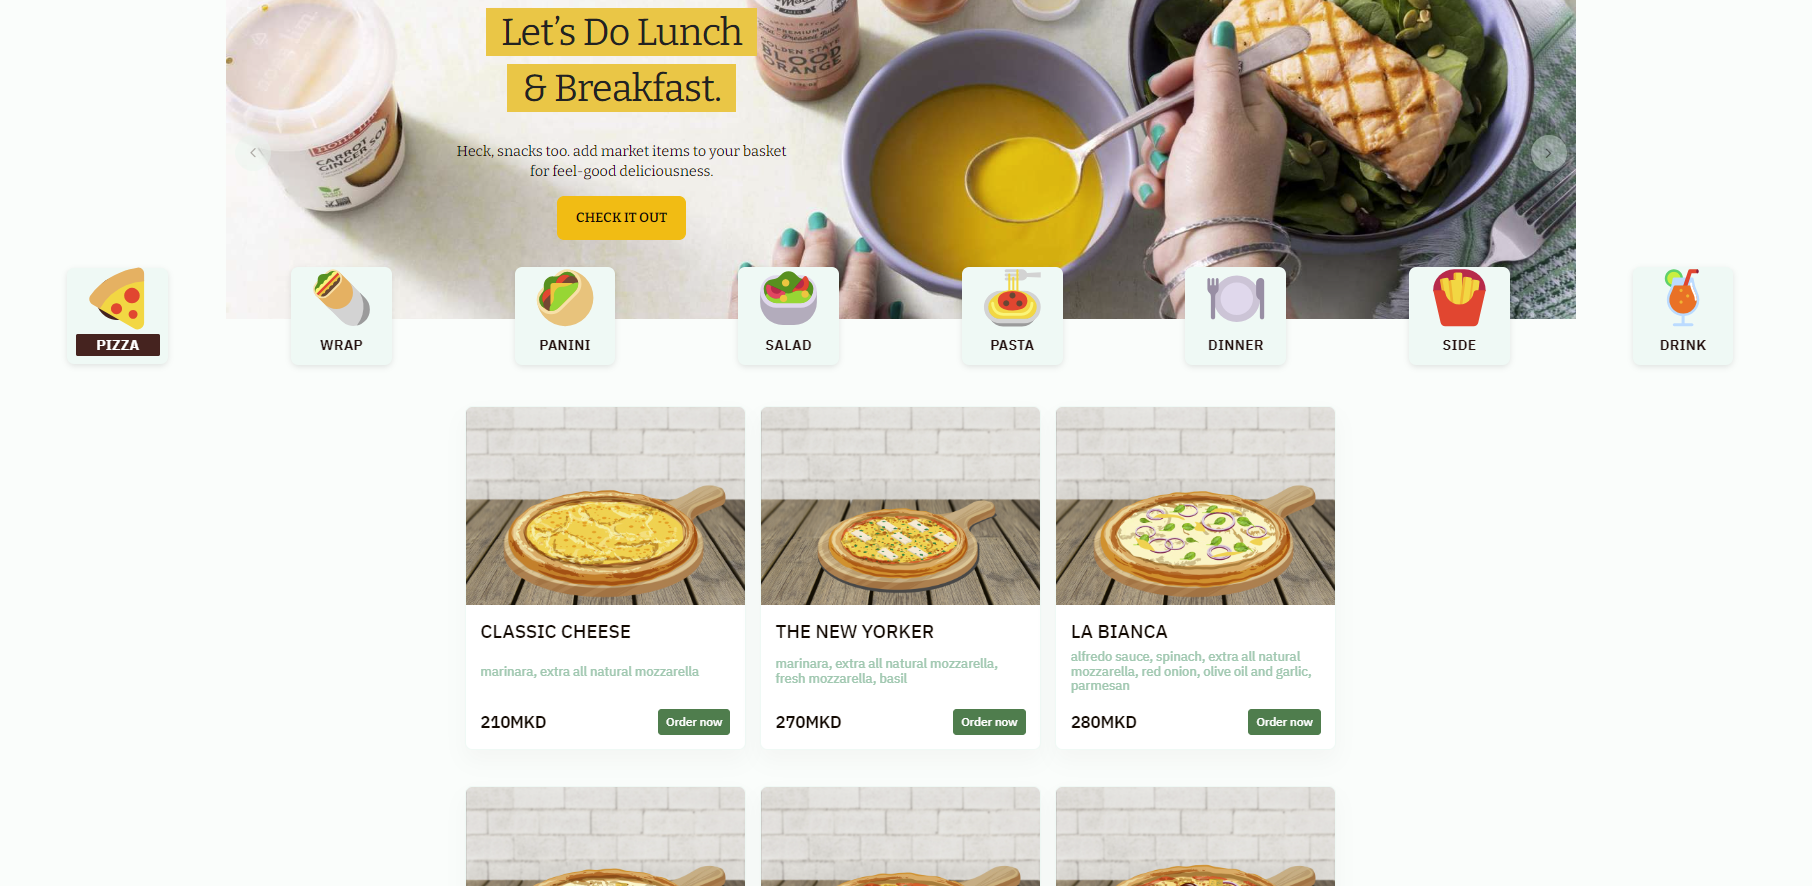 Let's Do Lunch
& Breakfast.
Heck, snacks too. add market items to your basket
for feel-good deliciousness.
CHECK IT OUT
CARROT
GINGER SOUP
PREMIUM
GOLDEN STATE
BLOOD
ORANGE
PIZZA
WRAP
PANINI
SALAD
PASTA
DINNER
SIDE
DRINK
CLASSIC CHEESE
marinara, extra all natural mozzarella
210MKD
Order now
THE NEW YORKER
marinara, extra all natural mozzarella,
fresh mozzarella, basil
270MKD
Order now
LA BIANCA
alfredo sauce, spinach, extra all natural
mozzarella, red onion, olive oil and garlic,
parmesan
280MKD
Order now